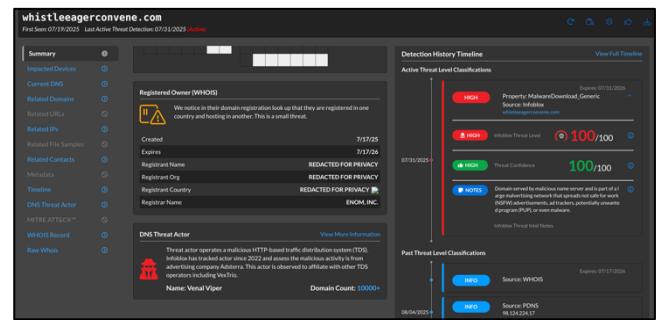 whistleeagerconvene.com
First Seen: 07/19/2025 Last Active Threat Detection: 07/31/2025 (Active)
Summary
Impacted Devices
Current DNS
Related Domains
Related URLs
Related IPs
Related File Samples
Related Contacts
Metadata
Timeline
DNS Threat Actor
MITRE ATT&CK™
WHOIS Record
Raw Whois
Registered Owner (WHOIS)
We notice in their domain registration look up that they are registered in one
country and hosting in another. This is a small threat.
Created 7/17/25
Expires 7/17/26
Registrant Name REDACTED FOR PRIVACY
Registrant Org REDACTED FOR PRIVACY
Registrant Country REDACTED FOR PRIVACY
Registrar Name ENOM, INC.
DNS Threat Actor View More Information
Threat actor operates a malicious HTTP-based traffic distribution system (TDS).
Infoblox has tracked actor since 2022 and assess the malicious activity is from
advertising company Adsterra. This actor is observed to affiliate with other TDS
operators including VexTrio.
Name: Venal Viper Domain Count: 10000+
Detection History Timeline View Full Timeline
Active Threat Level Classifications
Expires: 07/31/2026
HIGH Property: MalwareDownload_Generic
Source: Infoblox
whistleeagerconvene.com
HIGH Infoblox Threat Level 100/100
07/31/2025
HIGH Threat Confidence 100/100
NOTES Domain served by malicious name server and is part of a l
arge malvertising network that spreads not safe for work
(NSFW) advertisements, ad trackers, potentially unwante
d program (PUP), or even malware.
Infoblox Threat Intel Notes
Past Threat Level Classifications
Expires: 07/17/2026
INFO Source: WHOIS
08/04/2025
INFO Source: PDNS
98.124.224.17